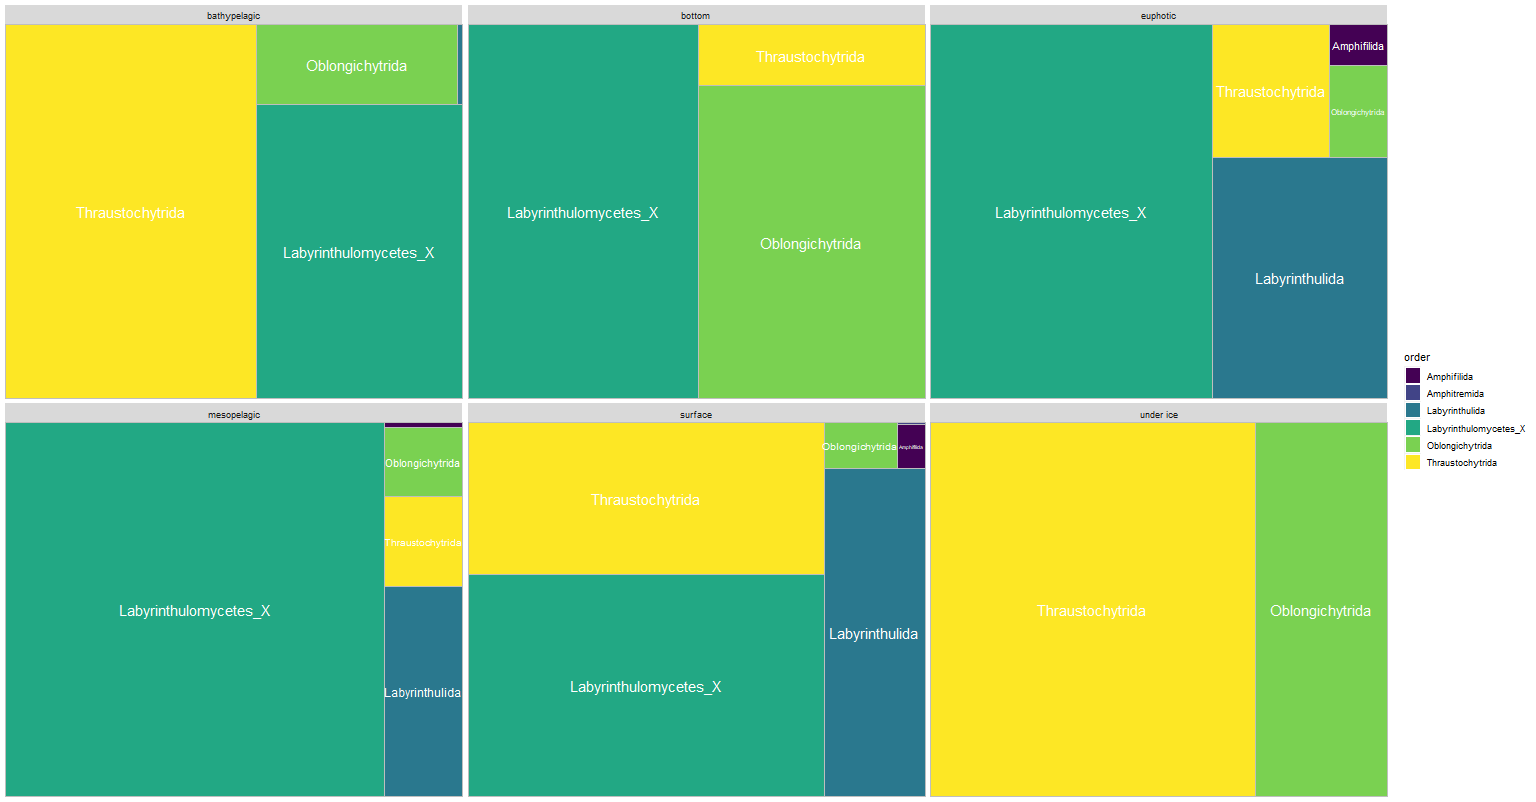 bathypelagic
Thraustochytrida
Oblongichytrida
Labyrinthulomycetes_X
bottom
Labyrinthulomycetes_X
Thraustochytrida
Oblongichytrida
euphotic
Labyrinthulomycetes_X
Thraustochytrida
Amphifilida
Oblongichytrida
Labyrinthulida
mesopelagic
Labyrinthulomycetes_X
Oblongichytrida
Thraustochytrida
Labyrinthulida
surface
Thraustochytrida
Labyrinthulomycetes_X
Oblongichytrida
Amphifilida
Labyrinthulida
under ice
Thraustochytrida
Oblongichytrida
order
Amphifilida
Amphitremida
Labyrinthulida
Labyrinthulomycetes_X
Oblongichytrida
Thraustochytrida